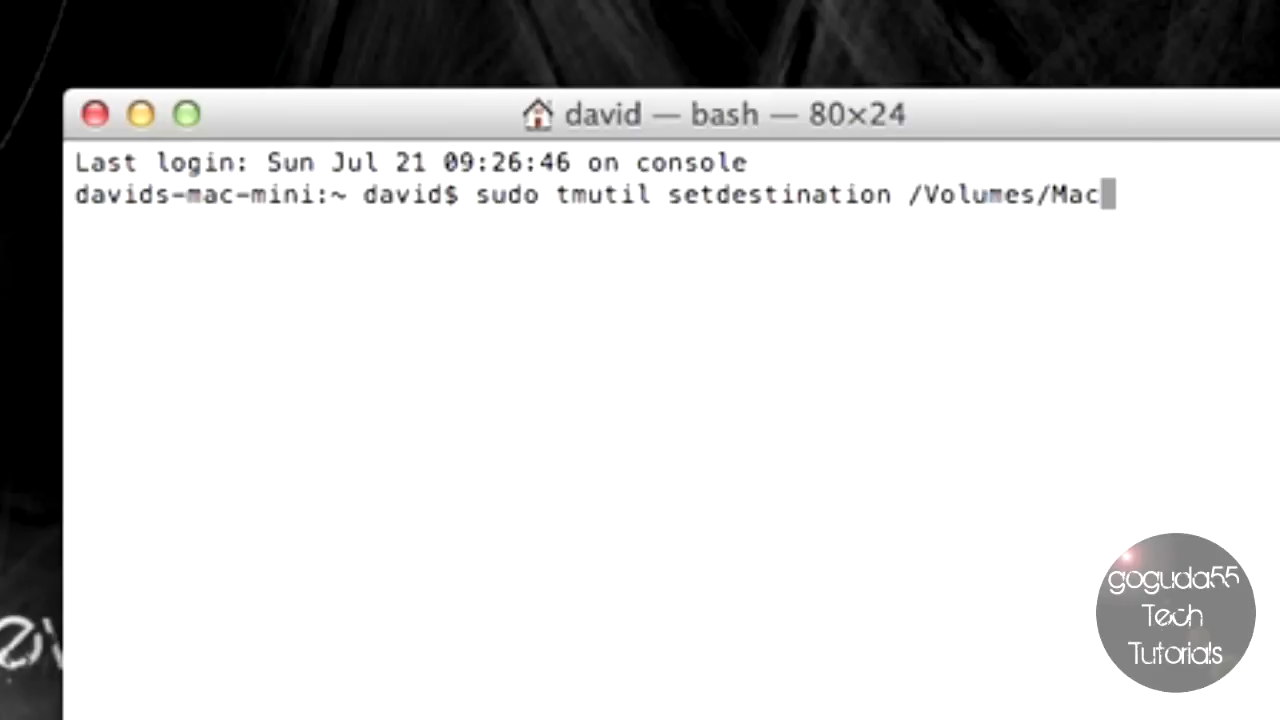 david — bash — 80×24
Last login: Sun Jul 21 09:26:46 on console
davids-mac-mini:~ david$ sudo tmutil setdestination /Volumes/Mac
goguda55
Tech
Tutorials